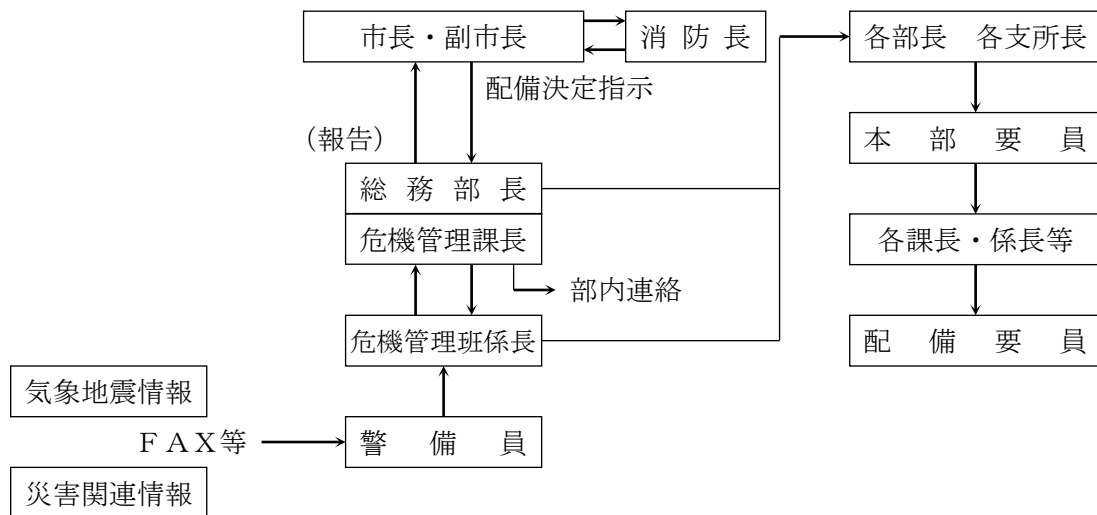 市長・副市長
消防長
各部長　各支所長
配備決定指示
(報告)
本部要員
総務部長
危機管理課長
各課長・係長等
部内連絡
危機管理班係長
配備要員
気象地震情報
ＦＡＸ等
警備員
災害関連情報